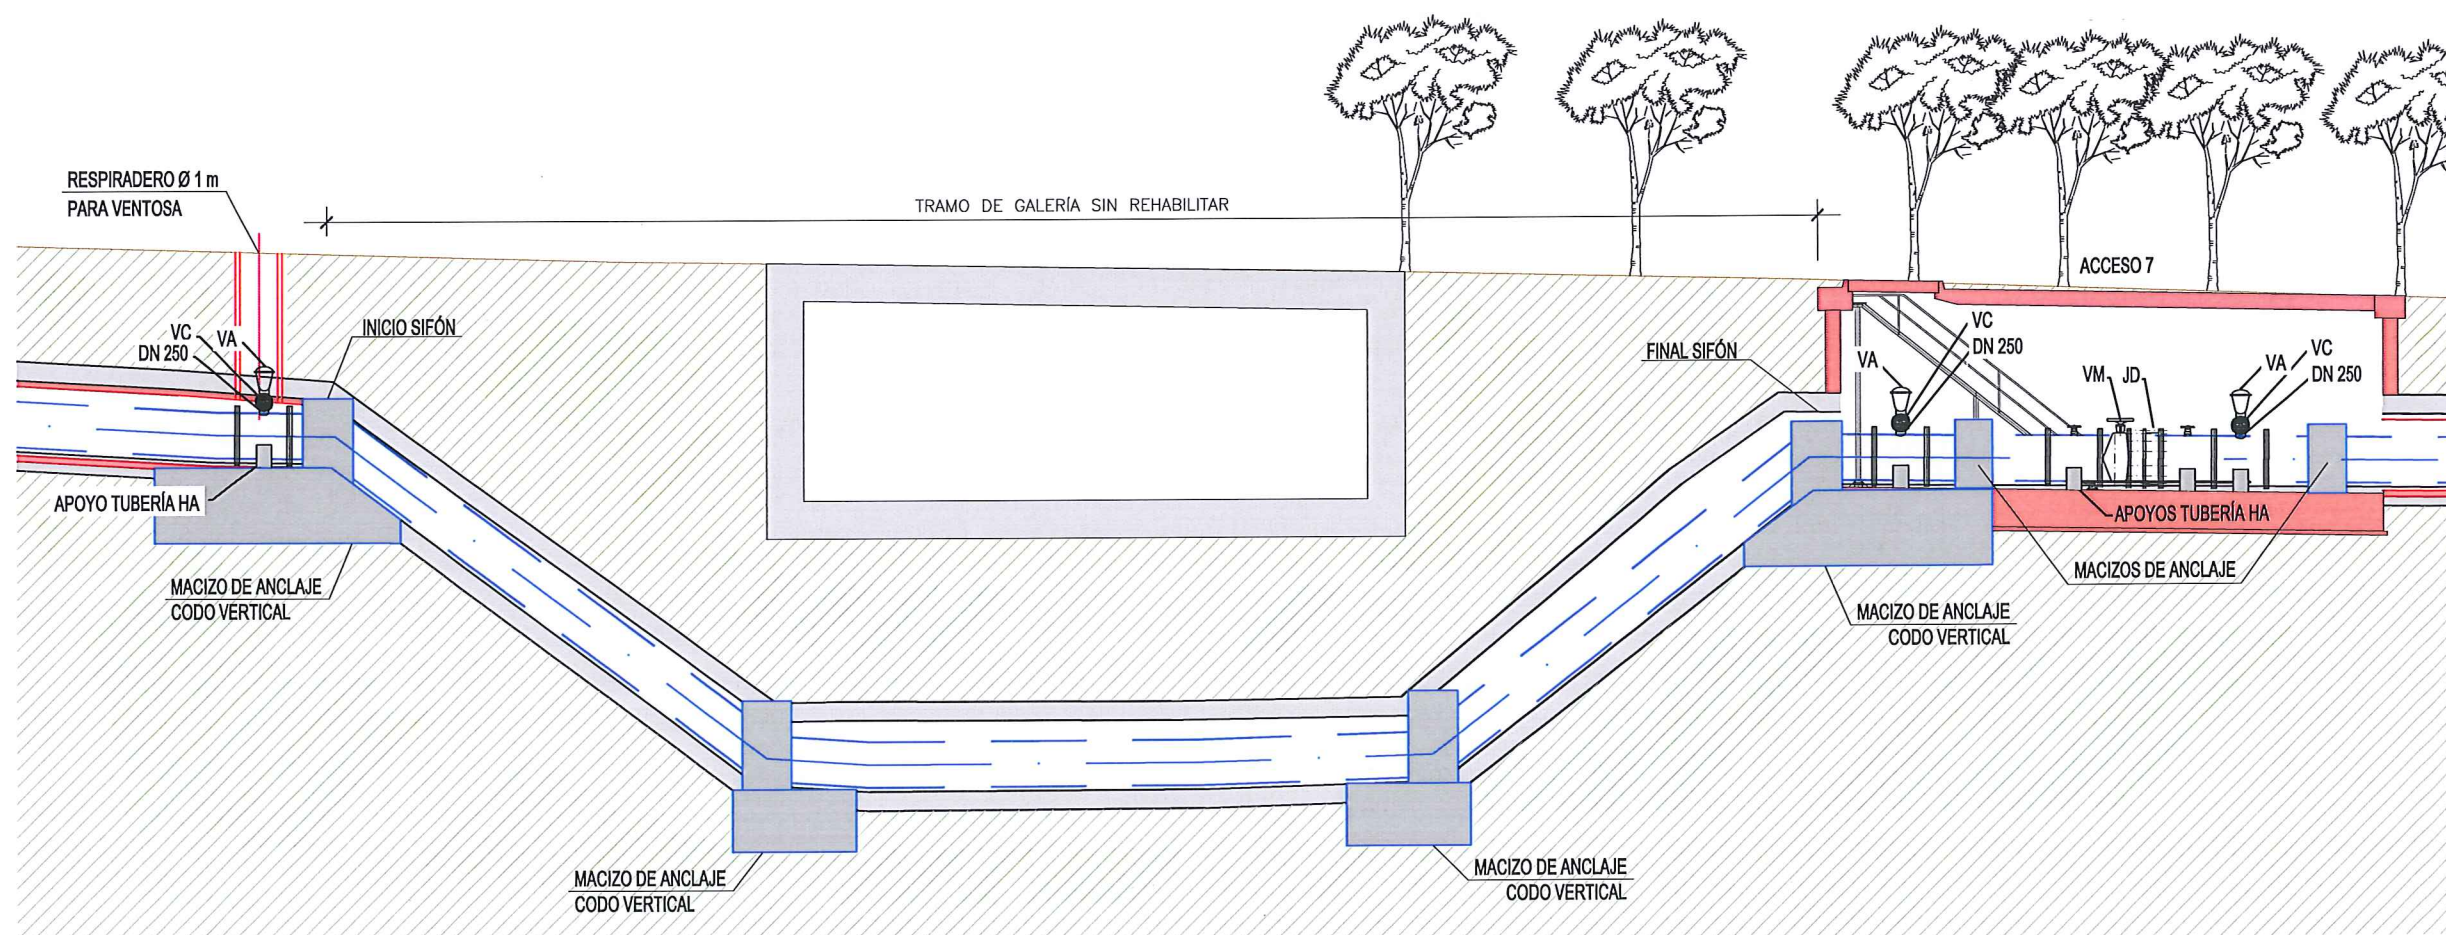 RESPIRADERO Ø 1 m
PARA VENTOSA
TRAMO DE GALERÍA SIN REHABILITAR
ACCESO 7
VC
DN 250
VA
INICIO SIFÓN
FINAL SIFÓN
VA
VC
DN 250
VM
JD
VA
VC
DN 250
APOYO TUBERÍA HA
APOYOS TUBERÍA HA
MACIZO DE ANCLAJE
CODO VERTICAL
MACIZOS DE ANCLAJE
MACIZO DE ANCLAJE
CODO VERTICAL
MACIZO DE ANCLAJE
CODO VERTICAL
MACIZO DE ANCLAJE
CODO VERTICAL